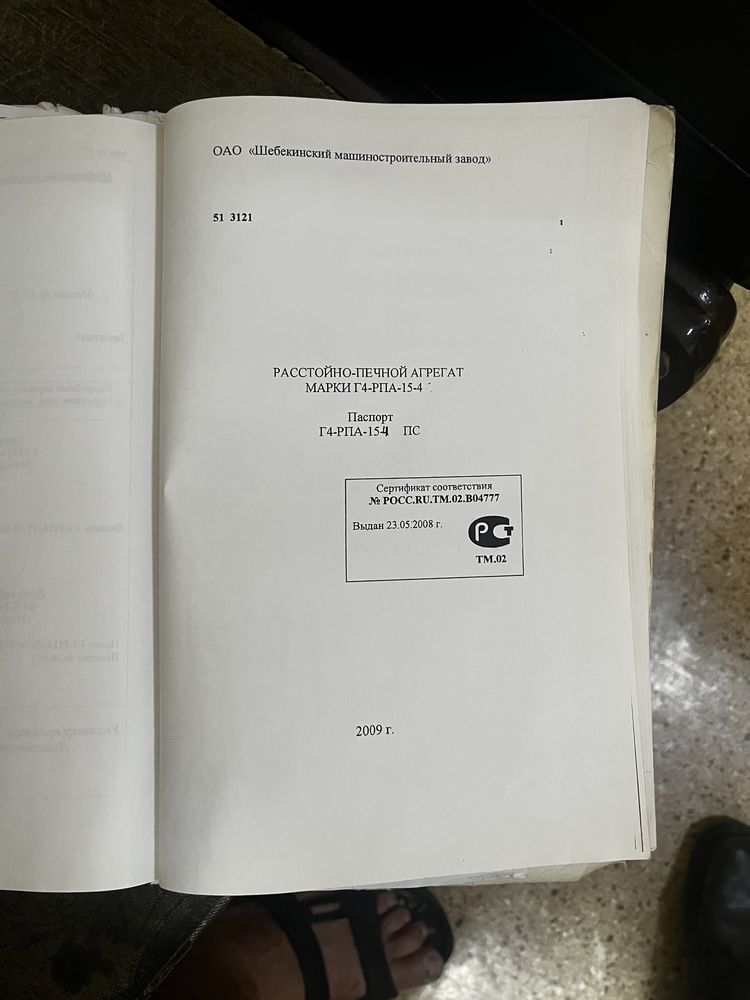 ОАО «Шебекинский машиностроительный завод»
51 3121
РАССТОЙНО-ПЕЧНОЙ АГРЕГАТ
МАРКИ Г4-РПА-15-4
Паспорт
Г4-РПА-15-4 ПС
Сертификат соответствия
№ РОСС.RU.ТМ.02.В04777
Выдан 23.05.2008 г.
РСТ
ТМ.02
2009 г.